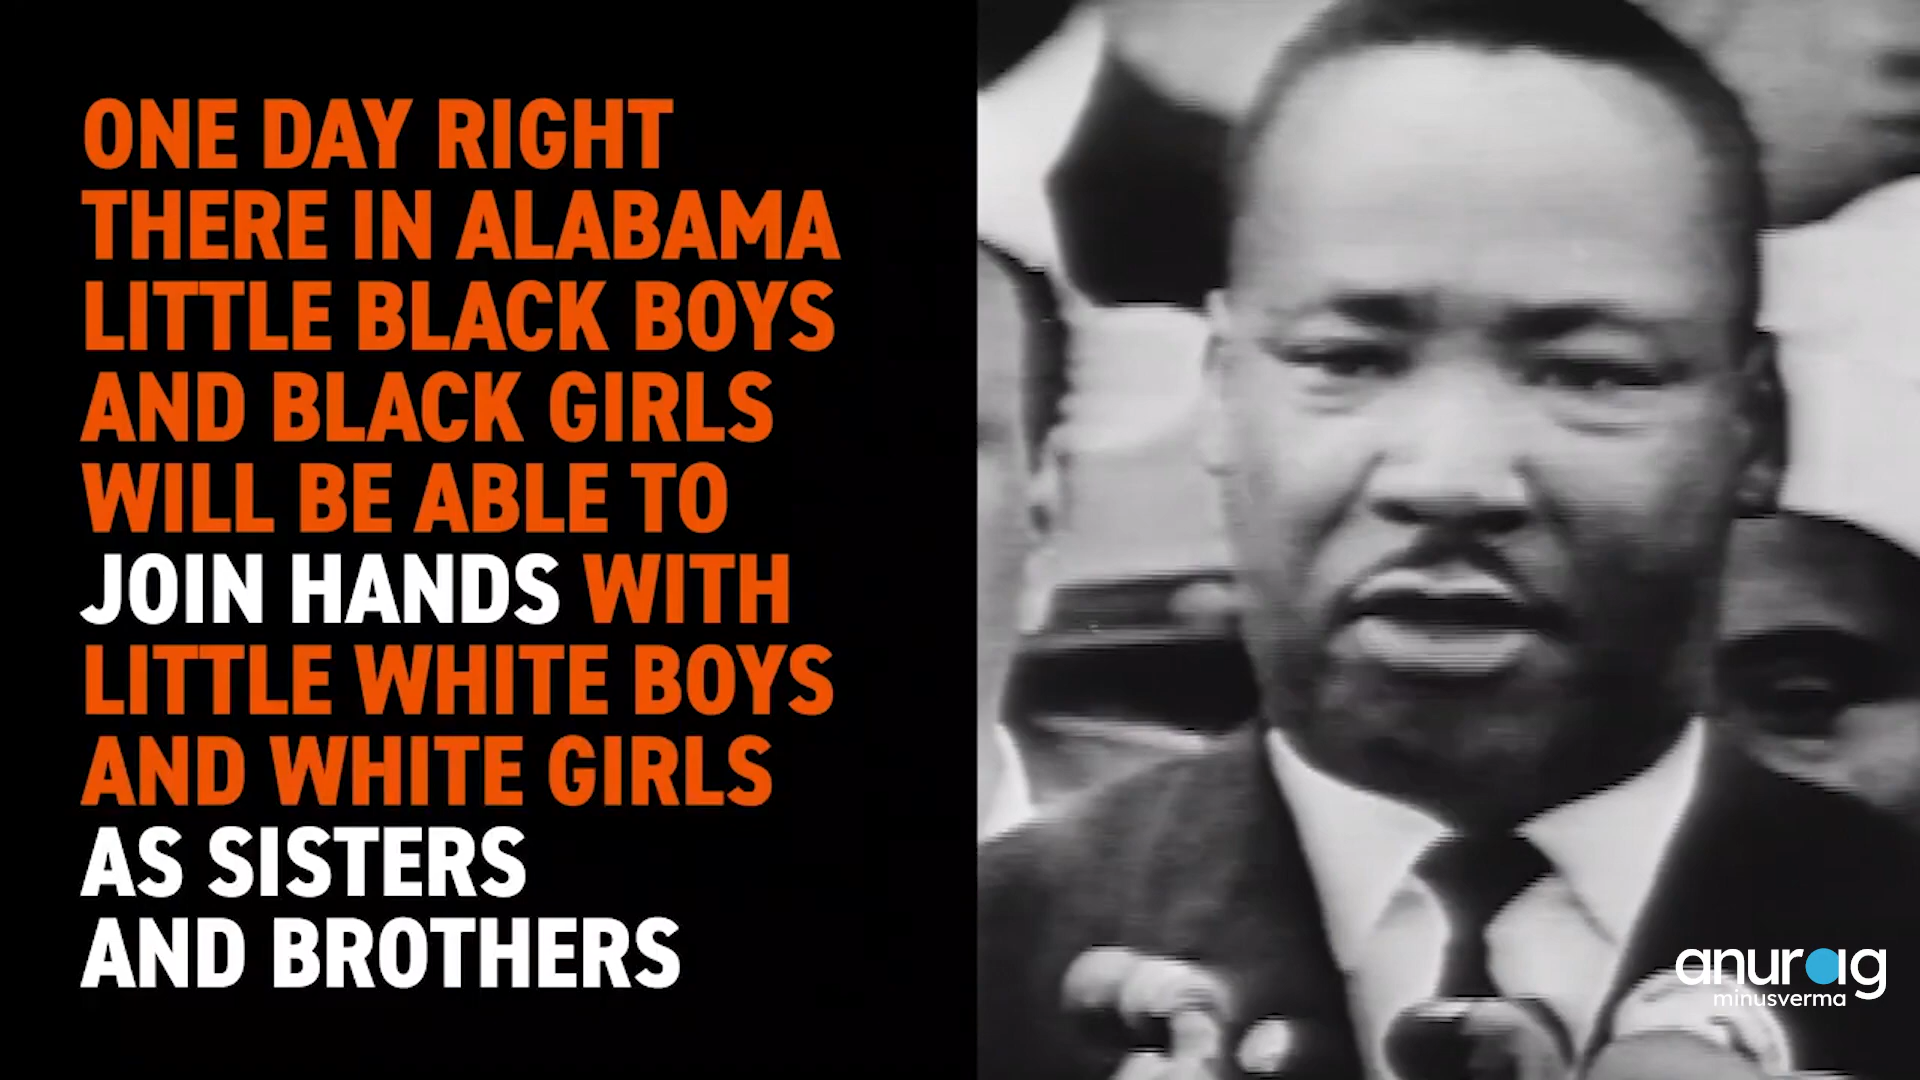 ONE DAY RIGHT
THERE IN ALABAMA
LITTLE BLACK BOYS
AND BLACK GIRLS
WILL BE ABLE TO
JOIN HANDS WITH
LITTLE WHITE BOYS
AND WHITE GIRLS
AS SISTERS
AND BROTHERS
anuraig
minusverma